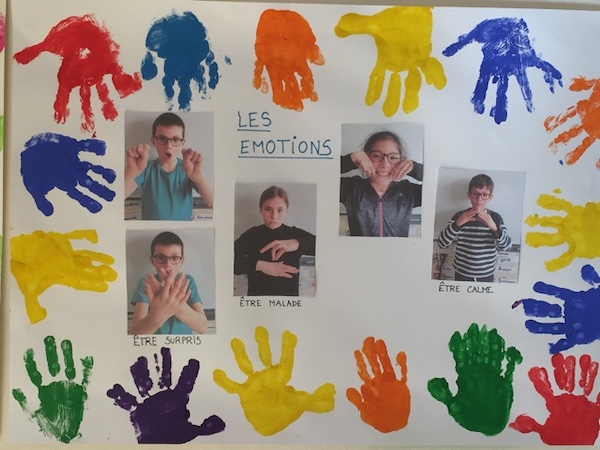 LES
EMOTIONS
ÊTRE MALADE
ÊTRE CALME
ÊTRE SURPRIS